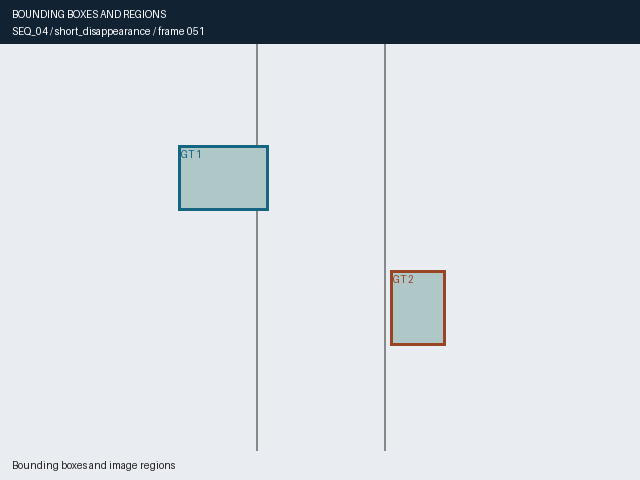 BOUNDING BOXES AND REGIONS
SEQ_04 / short_disappearance / frame 051
GT1
GT2
Bounding boxes and image regions